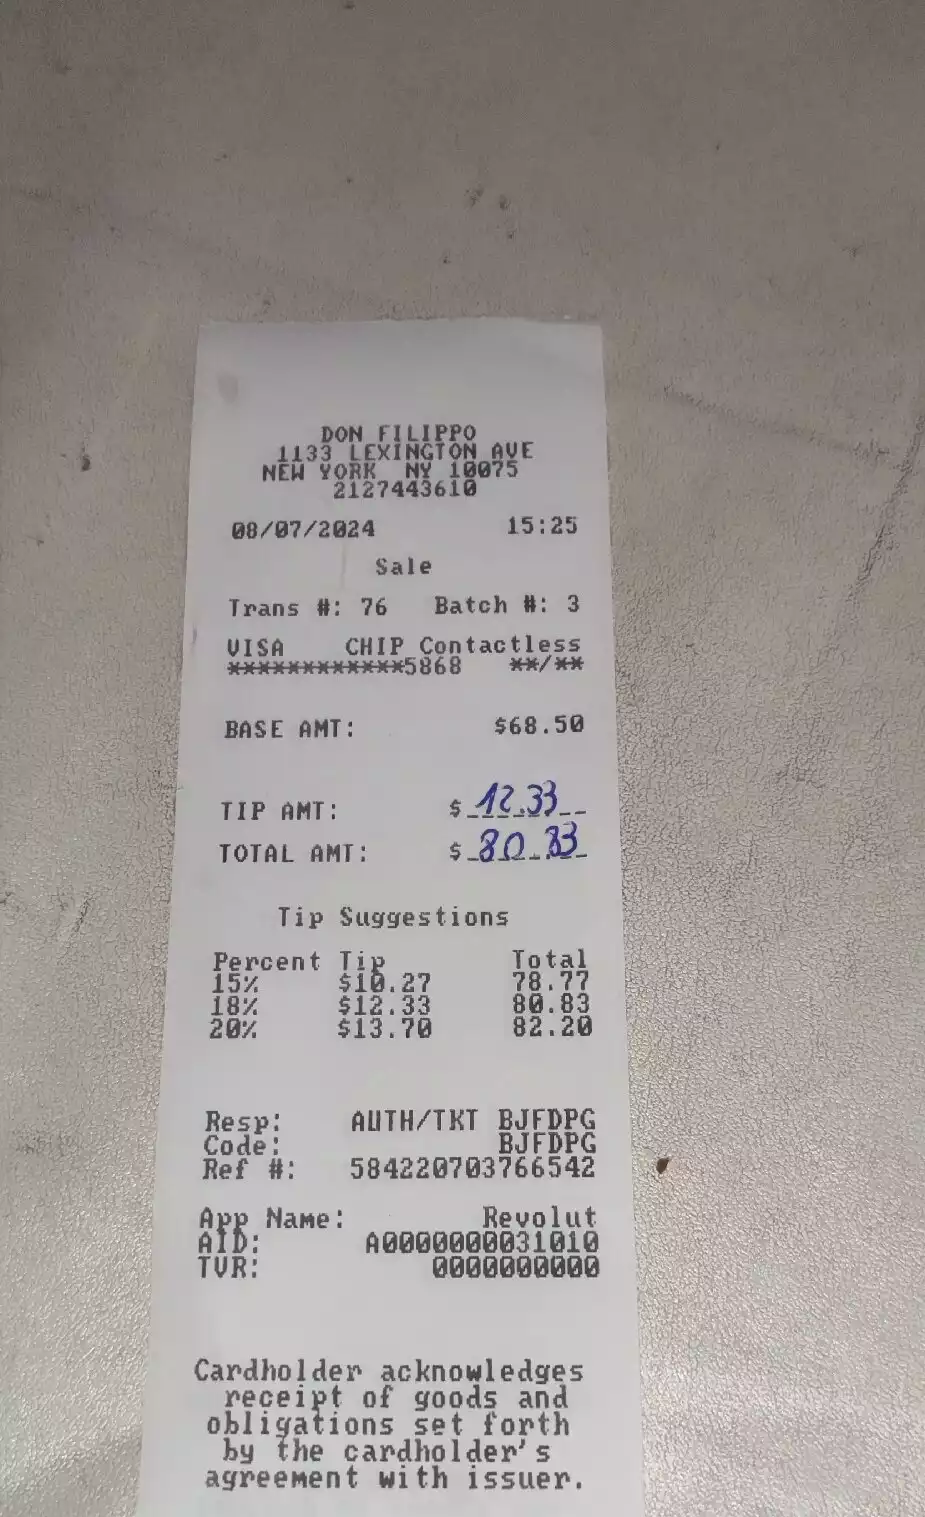 DON FILIPPO
1133 LEXINGTON AVE
NEW YORK NY 10075
2127443610
08/07/2024 15:25
Sale
Trans #: 76 Batch #: 3
VISA CHIP Contactless
************5868 **/**
BASE AMT: $68.50
TIP AMT: $ 12.33
TOTAL AMT: $ 80.83
Tip Suggestions
Percent Tip Total
15% $10.27 78.77
18% $12.33 80.83
20% $13.70 82.20
Resp: AUTH/TKT BJFDPG
Code: BJFDPG
Ref #: 584220703766542
App Name: Revolut
AID: A0000000031010
TVR: 0000000000
Cardholder acknowledges
receipt of goods and
obligations set forth
by the cardholder's
agreement with issuer.